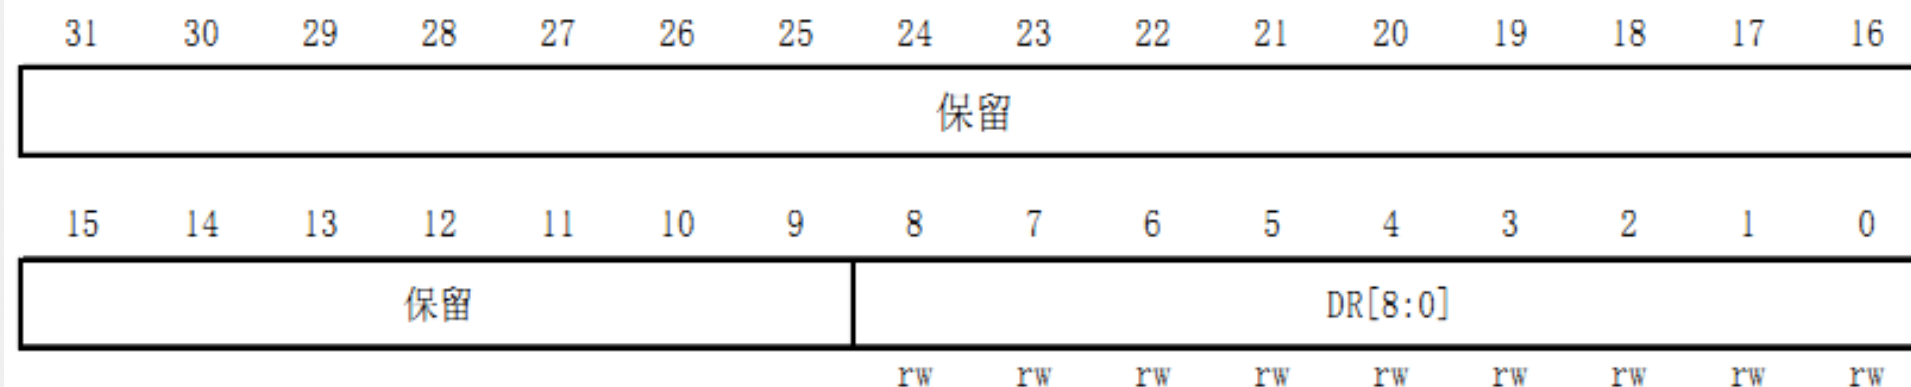 31 30 29 28 27 26 25 24 23 22 21 20 19 18 17 16
保留
15 14 13 12 11 10 9 8 7 6 5 4 3 2 1 0
保留 DR[8:0]
rw rw rw rw rw rw rw rw rw